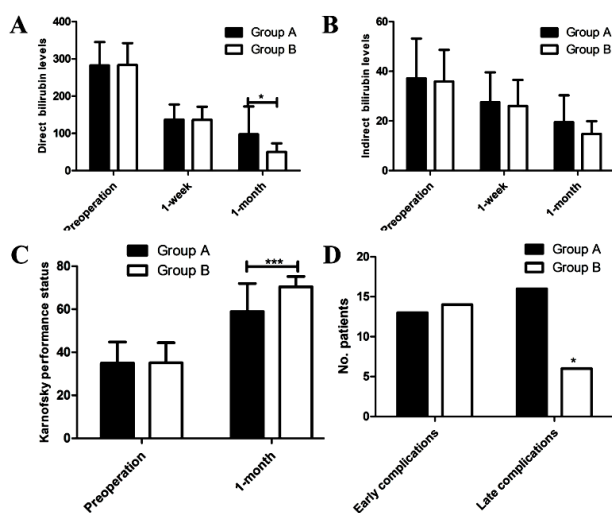 A
Group A
Group B
Direct bilirubin levels
400
300
200
100
0
*
Preoperation
1-week
1-month
B
Group A
Group B
Indirect bilirubin levels
60
40
20
0
Preoperation
1-week
1-month
C
Group A
Group B
Karnofsky performance status
80
60
40
20
0
***
Preoperation
1-month
D
Group A
Group B
No. patients
20
15
10
5
0
*
Early complications
Late complications